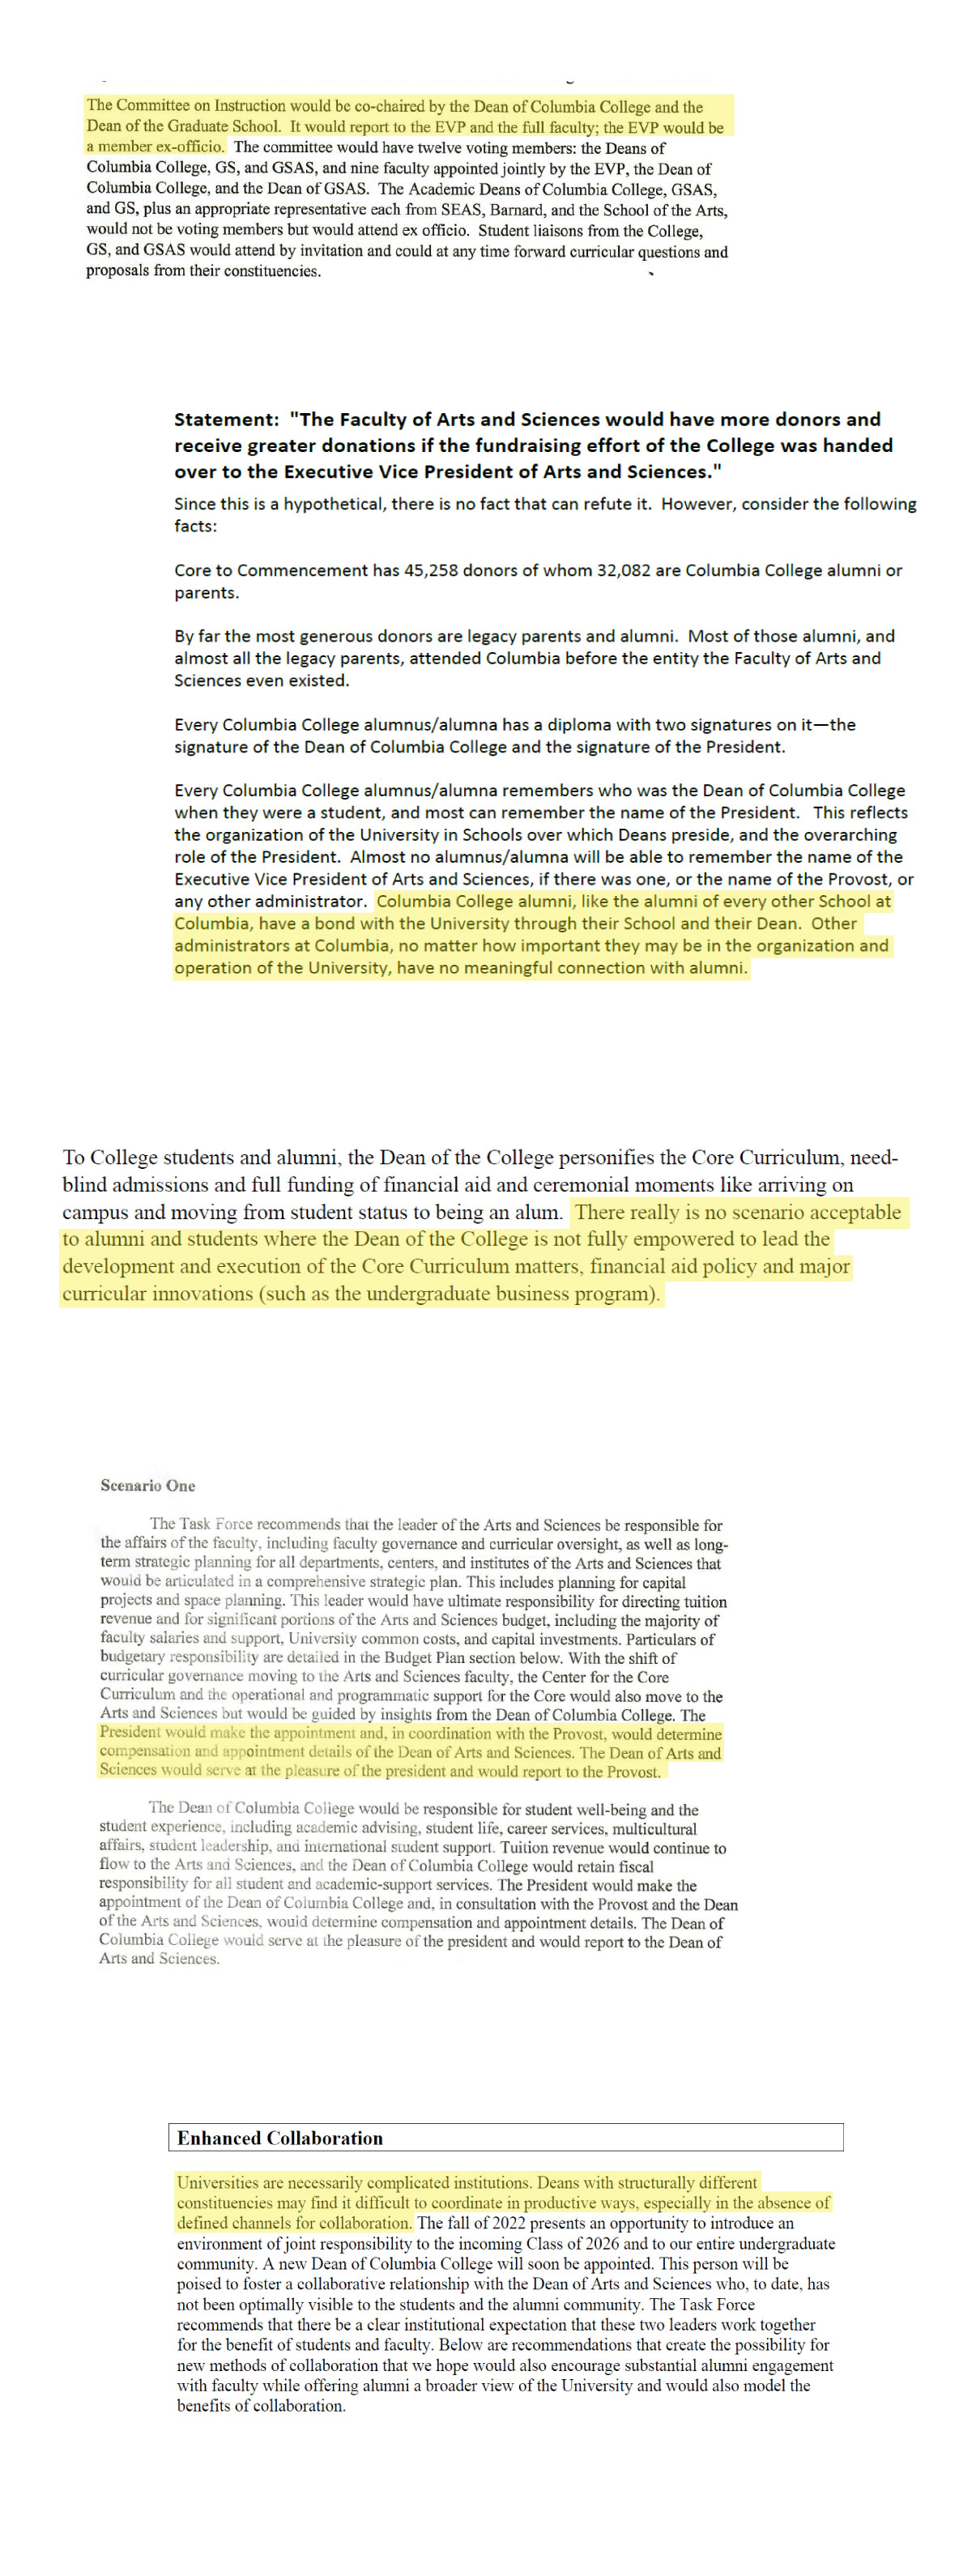 The Committee on Instruction would be co-chaired by the Dean of Columbia College and the
Dean of the Graduate School.  It would report to the EVP and the full faculty; the EVP would be
a member ex-officio.  The committee would have twelve voting members: the Deans of
Columbia College, GS, and GSAS, and nine faculty appointed jointly by the EVP, the Dean of
Columbia College, and the Dean of GSAS.  The Academic Deans of Columbia College, GSAS,
and GS, plus an appropriate representative each from SEAS, Barnard, and the School of the Arts,
would not be voting members but would attend ex officio.  Student liaisons from the College,
GS, and GSAS would attend by invitation and could at any time forward curricular questions and
proposals from their constituencies.
Statement:  "The Faculty of Arts and Sciences would have more donors and
receive greater donations if the fundraising effort of the College was handed
over to the Executive Vice President of Arts and Sciences."
Since this is a hypothetical, there is no fact that can refute it.  However, consider the following
facts:
Core to Commencement has 45,258 donors of whom 32,082 are Columbia College alumni or
parents.
By far the most generous donors are legacy parents and alumni.  Most of those alumni, and
almost all the legacy parents, attended Columbia before the entity the Faculty of Arts and
Sciences even existed.
Every Columbia College alumnus/alumna has a diploma with two signatures on it—the
signature of the Dean of Columbia College and the signature of the President.
Every Columbia College alumnus/alumna remembers who was the Dean of Columbia College
when they were a student, and most can remember the name of the President.   This reflects
the organization of the University in Schools over which Deans preside, and the overarching
role of the President.  Almost no alumnus/alumna will be able to remember the name of the
Executive Vice President of Arts and Sciences, if there was one, or the name of the Provost, or
any other administrator.  Columbia College alumni, like the alumni of every other School at
Columbia, have a bond with the University through their School and their Dean.  Other
administrators at Columbia, no matter how important they may be in the organization and
operation of the University, have no meaningful connection with alumni.
To College students and alumni, the Dean of the College personifies the Core Curriculum, need-
blind admissions and full funding of financial aid and ceremonial moments like arriving on
campus and moving from student status to being an alum.  There really is no scenario acceptable
to alumni and students where the Dean of the College is not fully empowered to lead the
development and execution of the Core Curriculum matters, financial aid policy and major
curricular innovations (such as the undergraduate business program).
Scenario One
The Task Force recommends that the leader of the Arts and Sciences be responsible for
the affairs of the faculty, including faculty governance and curricular oversight, as well as long-
term strategic planning for all departments, centers, and institutes of the Arts and Sciences that
would be articulated in a comprehensive strategic plan. This includes planning for capital
projects and space planning. This leader would have ultimate responsibility for directing tuition
revenue and for significant portions of the Arts and Sciences budget, including the majority of
faculty salaries and support, University common costs, and capital investments. Particulars of
budgetary responsibility are detailed in the Budget Plan section below. With the shift of
curricular governance moving to the Arts and Sciences faculty, the Center for the Core
Curriculum and the operational and programmatic support for the Core would also move to the
Arts and Sciences but would be guided by insights from the Dean of Columbia College. The
President would make the appointment and, in coordination with the Provost, would determine
compensation and appointment details of the Dean of Arts and Sciences. The Dean of Arts and
Sciences would serve at the pleasure of the president and would report to the Provost.
The Dean of Columbia College would be responsible for student well-being and the
student experience, including academic advising, student life, career services, multicultural
affairs, student leadership, and international student support. Tuition revenue would continue to
flow to the Arts and Sciences, and the Dean of Columbia College would retain fiscal
responsibility for all student and academic-support services. The President would make the
appointment of the Dean of Columbia College and, in consultation with the Provost and the Dean
of the Arts and Sciences, would determine compensation and appointment details. The Dean of
Columbia College would serve at the pleasure of the president and would report to the Dean of
Arts and Sciences.
Enhanced Collaboration
Universities are necessarily complicated institutions. Deans with structurally different
constituencies may find it difficult to coordinate in productive ways, especially in the absence of
defined channels for collaboration. The fall of 2022 presents an opportunity to introduce an
environment of joint responsibility to the incoming Class of 2026 and to our entire undergraduate
community. A new Dean of Columbia College will soon be appointed. This person will be
poised to foster a collaborative relationship with the Dean of Arts and Sciences who, to date, has
not been optimally visible to the students and the alumni community. The Task Force
recommends that there be a clear institutional expectation that these two leaders work together
for the benefit of students and faculty. Below are recommendations that create the possibility for
new methods of collaboration that we hope would also encourage substantial alumni engagement
with faculty while offering alumni a broader view of the University and would also model the
benefits of collaboration.